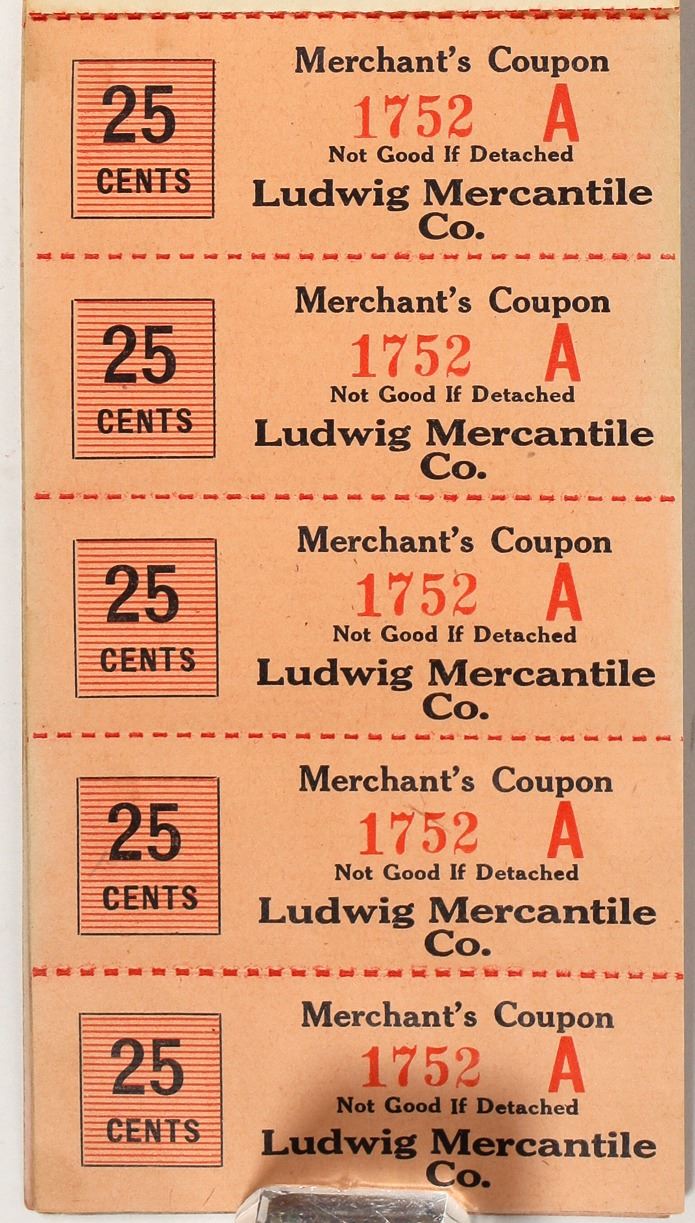 25
CENTS
Merchant's Coupon
1752 A
Not Good If Detached
Ludwig Mercantile
Co.
25
CENTS
Merchant's Coupon
1752 A
Not Good If Detached
Ludwig Mercantile
Co.
25
CENTS
Merchant's Coupon
1752 A
Not Good If Detached
Ludwig Mercantile
Co.
25
CENTS
Merchant's Coupon
1752 A
Not Good If Detached
Ludwig Mercantile
Co.
25
CENTS
Merchant's Coupon
1752 A
Not Good If Detached
Ludwig Mercantile
Co.